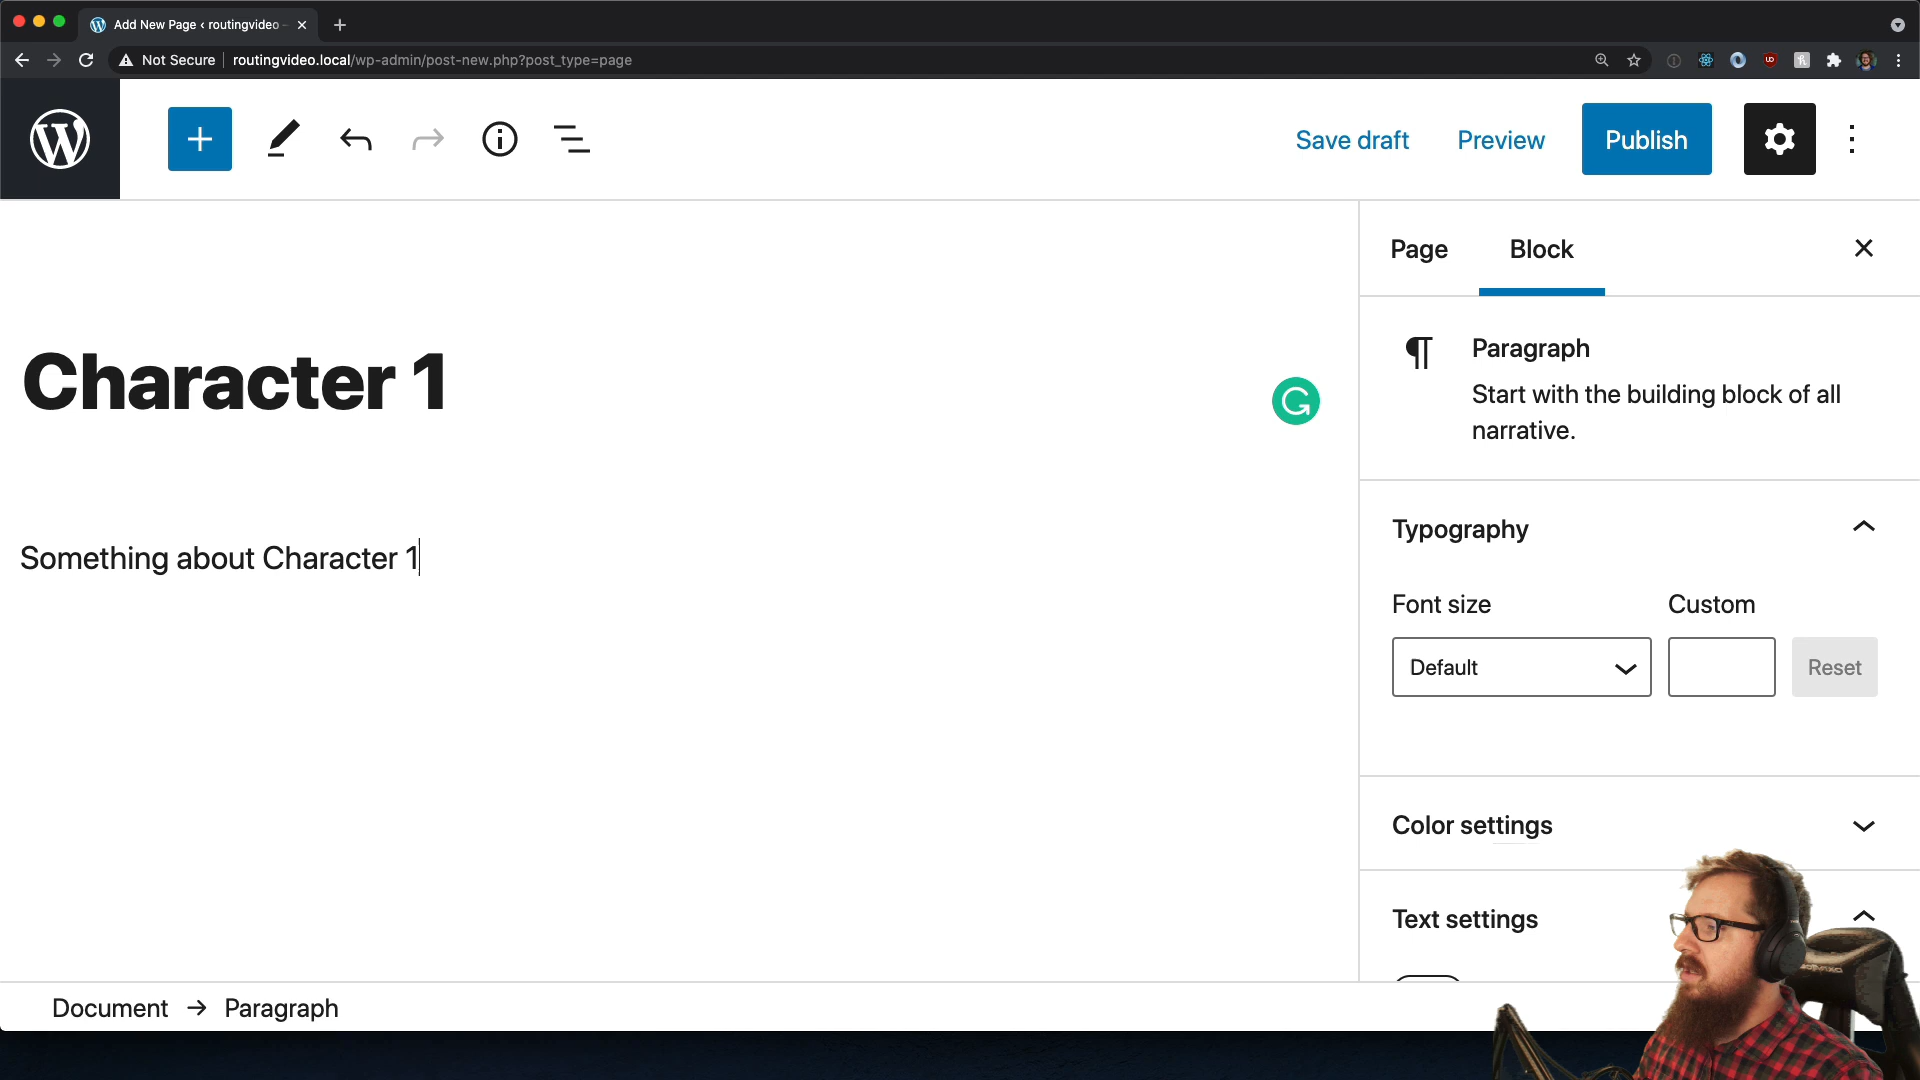 Add New Page ‹ routingvideo
Not Secure
routingvideo.local/wp-admin/post-new.php?post_type=page
Save draft
Preview
Publish
Page
Block
Character 1
Paragraph
Start with the building block of all
narrative.
Typography
Something about Character 1
Font size
Custom
Default
Reset
Color settings
Text settings
Document → Paragraph